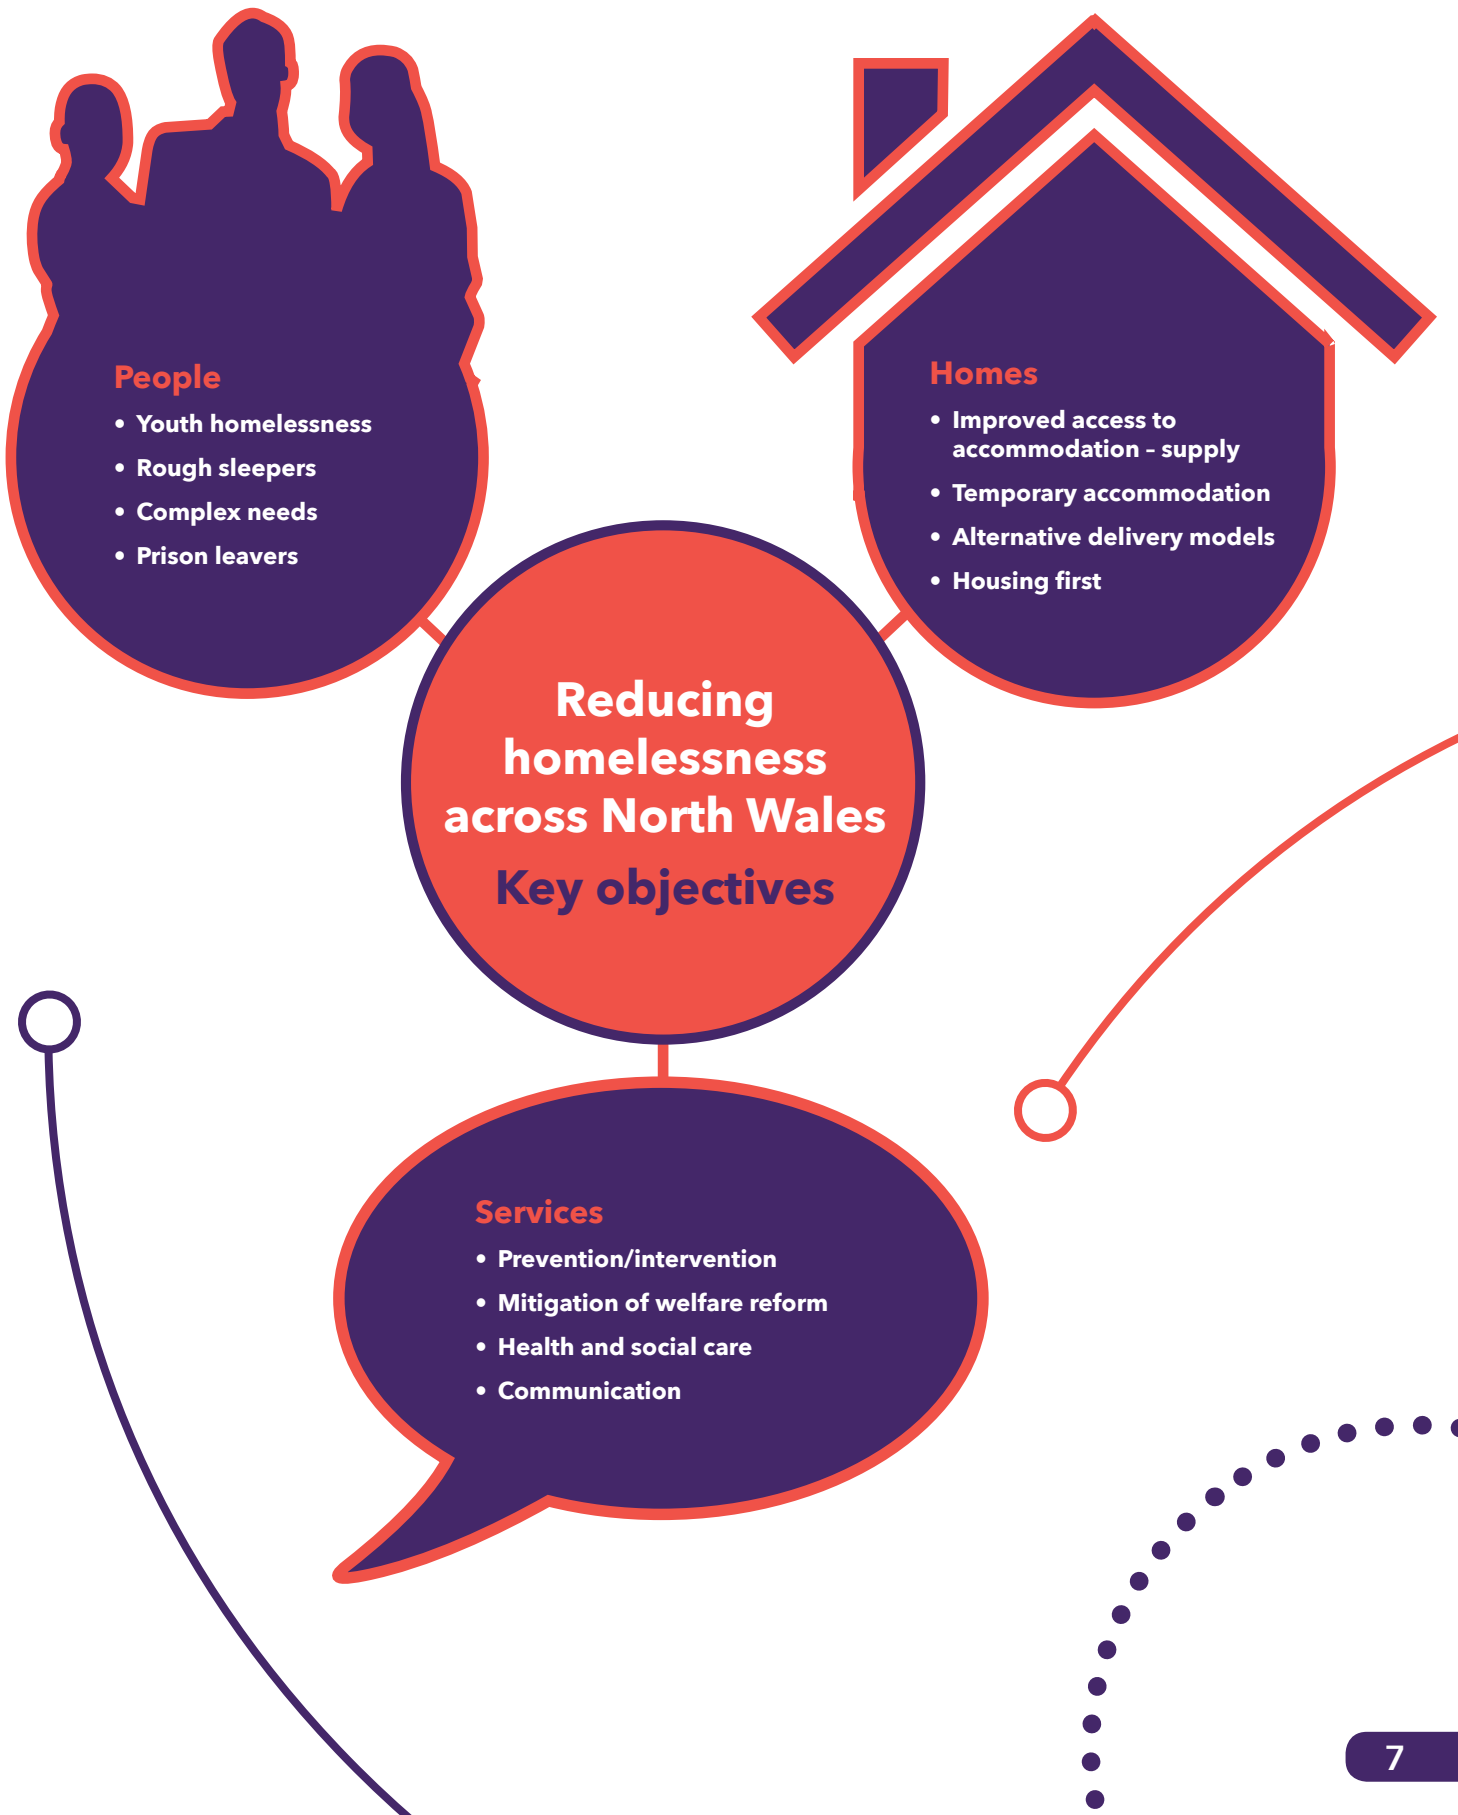 People
• Youth homelessness
• Rough sleepers
• Complex needs
• Prison leavers
Homes
• Improved access to
accommodation – supply
• Temporary accommodation
• Alternative delivery models
• Housing first
Reducing
homelessness
across North Wales
Key objectives
Services
• Prevention/intervention
• Mitigation of welfare reform
• Health and social care
• Communication
7